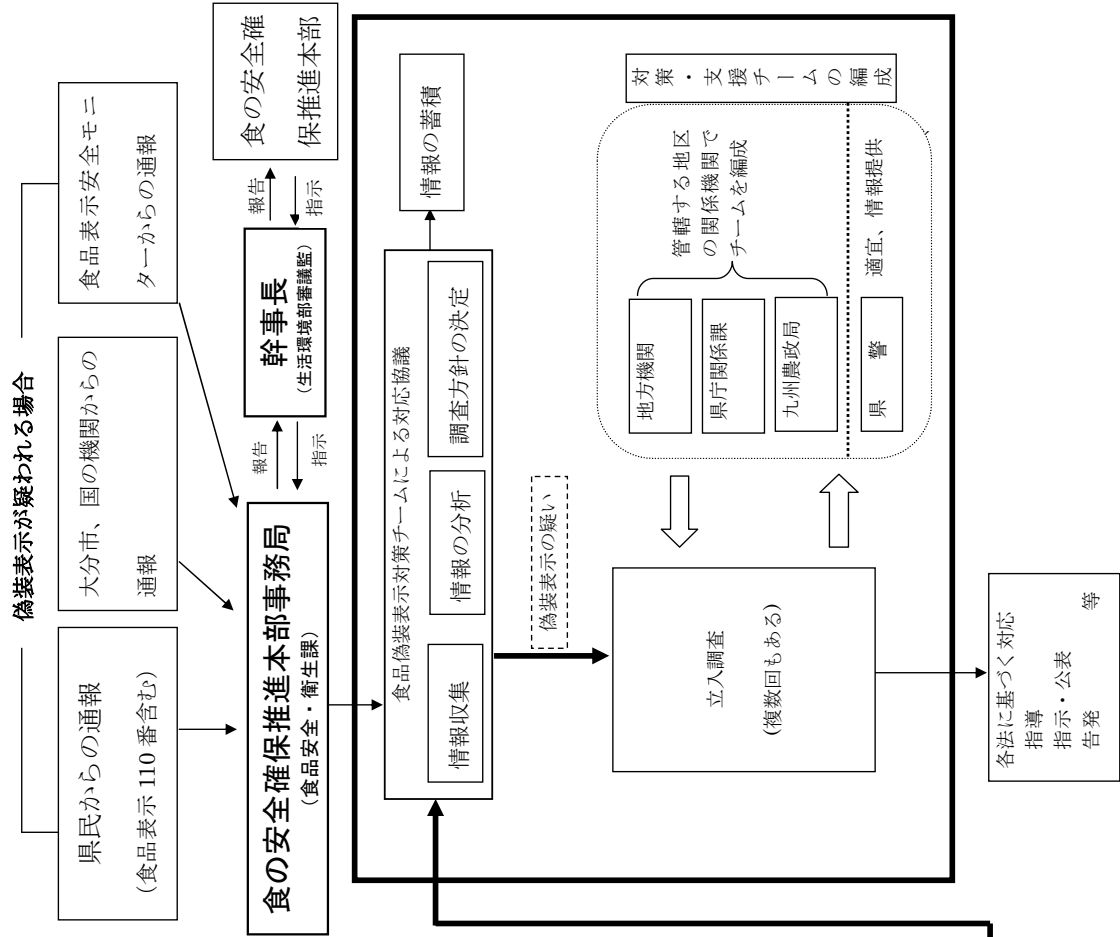 偽装表示が疑われる場合
県民からの通報
(食品表示 110 番含む)
大分市、国の機関からの
通報
食品表示安全モニ
ターからの通報
食の安全確保推進本部事務局
(食品安全・衛生課)
報告
指示
幹事長
(生活環境部審議監)
報告
指示
食の安全確
保推進本部
食品偽装表示対策チームによる対応協議
情報収集
情報の分析
調査方針の決定
情報の蓄積
偽装表示の疑い
立入調査
(複数回もある)
地方機関
県庁関係課
九州農政局
管轄する地区
の関係機関で
チームを編成
県　警
適宜、情報提供
対策・支援チームの編成
各法に基づく対応
指導
指示・公表
告発　等